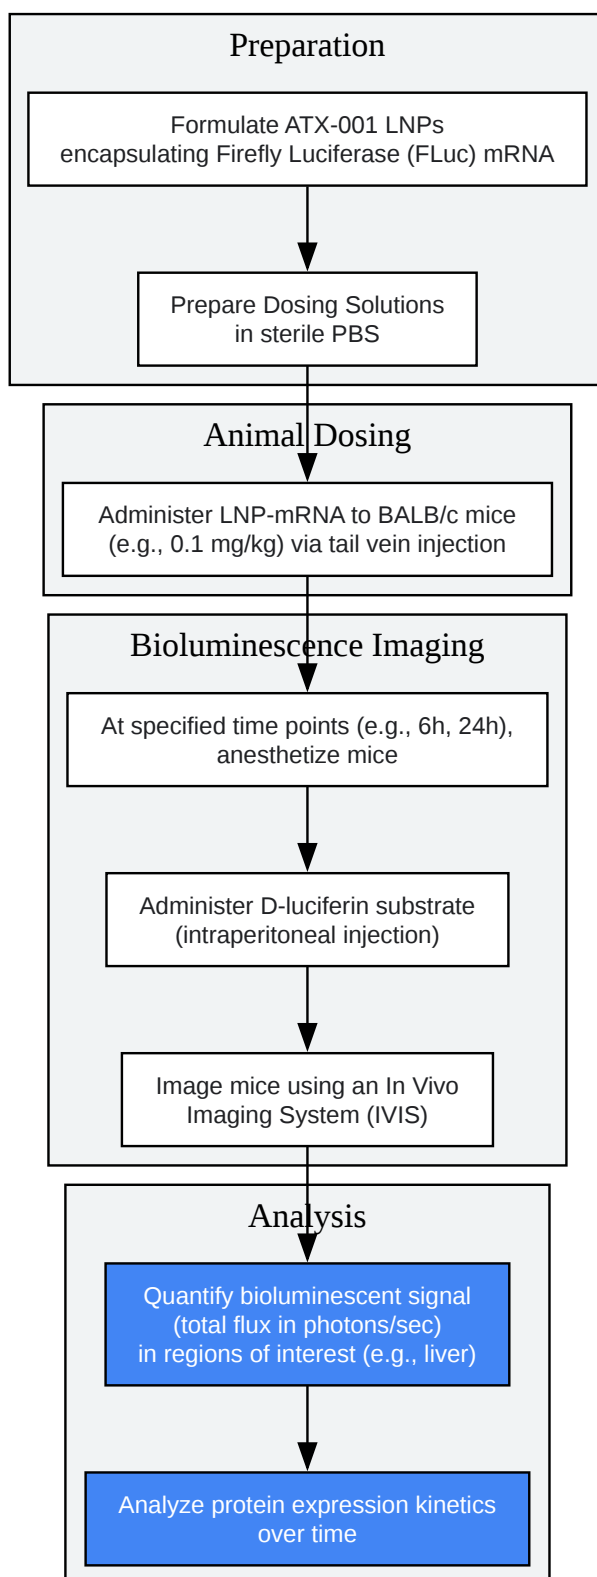 Preparation
Formulate ATX-001 LNPs
encapsulating Firefly Luciferase (FLuc) mRNA
Prepare Dosing Solutions
in sterile PBS
Animal Dosing
Administer LNP-mRNA to BALB/c mice
(e.g., 0.1 mg/kg) via tail vein injection
Bioluminescence Imaging
At specified time points (e.g., 6h, 24h),
anesthetize mice
Administer D-luciferin substrate
(intraperitoneal injection)
Image mice using an In Vivo
Imaging System (IVIS)
Analysis
Quantify bioluminescent signal
(total flux in photons/sec)
in regions of interest (e.g., liver)
Analyze protein expression kinetics
over time